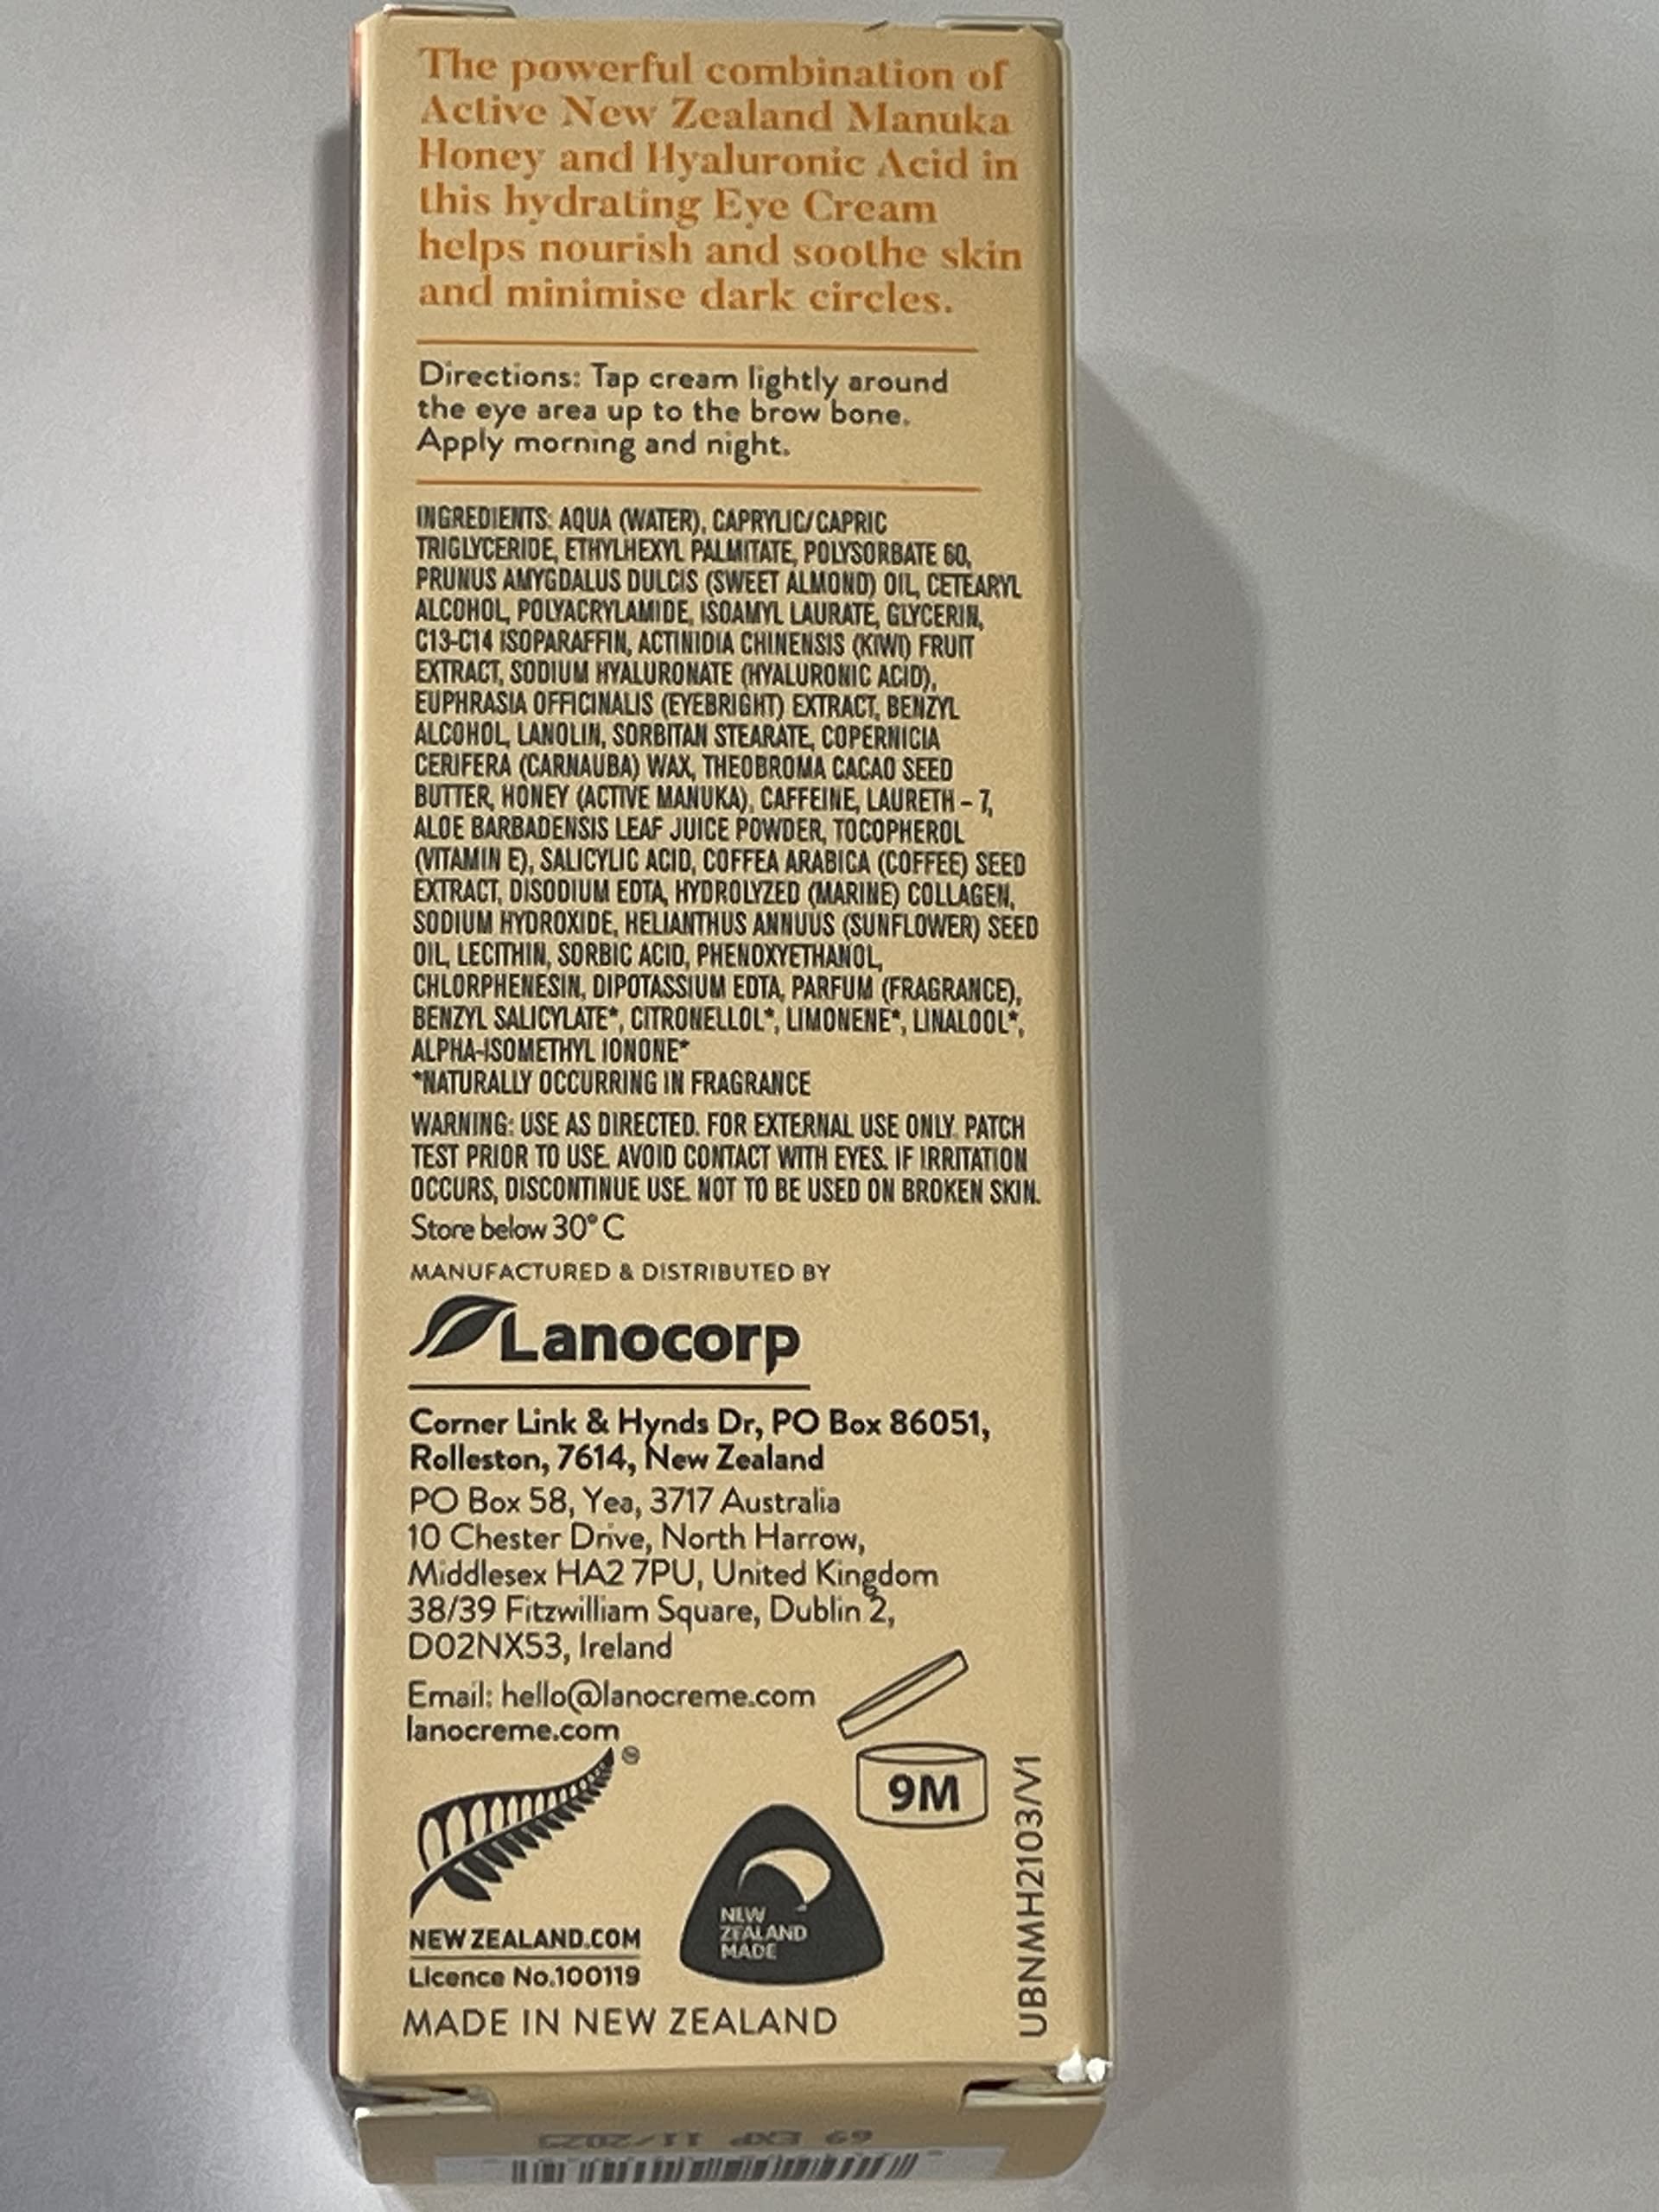 The powerful combination of
Active New Zealand Manuka
Honey and Hyaluronic Acid in
this hydrating Eye Cream
helps nourish and soothe skin
and minimise dark circles.
Directions: Tap cream lightly around
the eye area up to the brow bone.
Apply morning and night.
INGREDIENTS: AQUA (WATER), CAPRYLIC/CAPRIC
TRIGLYCERIDE, ETHYLHEXYL PALMITATE, POLYSORBATE 60,
PRUNUS AMYGDALUS DULCIS (SWEET ALMOND) OIL, CETEARYL
ALCOHOL, POLYACRYLAMIDE, ISOAMYL LAURATE, GLYCERIN,
C13-C14 ISOPARAFFIN, ACTINIDIA CHINENSIS (KIWI) FRUIT
EXTRACT, SODIUM HYALURONATE (HYALURONIC ACID),
EUPHRASIA OFFICINALIS (EYEBRIGHT) EXTRACT, BENZYL
ALCOHOL, LANOLIN, SORBITAN STEARATE, COPERNICIA
CERIFERA (CARNAUBA) WAX, THEOBROMA CACAO SEED
BUTTER, HONEY (ACTIVE MANUKA), CAFFEINE, LAURETH – 7,
ALOE BARBADENSIS LEAF JUICE POWDER, TOCOPHEROL
(VITAMIN E), SALICYLIC ACID, COFFEA ARABICA (COFFEE) SEED
EXTRACT, DISODIUM EDTA, HYDROLYZED (MARINE) COLLAGEN,
SODIUM HYDROXIDE, HELIANTHUS ANNUUS (SUNFLOWER) SEED
OIL, LECITHIN, SORBIC ACID, PHENOXYETHANOL,
CHLORPHENESIN, DIPOTASSIUM EDTA, PARFUM (FRAGRANCE),
BENZYL SALICYLATE*, CITRONELLOL*, LIMONENE*, LINALOOL*,
ALPHA-ISOMETHYL IONONE*
*NATURALLY OCCURRING IN FRAGRANCE
WARNING: USE AS DIRECTED. FOR EXTERNAL USE ONLY. PATCH
TEST PRIOR TO USE. AVOID CONTACT WITH EYES. IF IRRITATION
OCCURS, DISCONTINUE USE. NOT TO BE USED ON BROKEN SKIN.
Store below 30° C
MANUFACTURED & DISTRIBUTED BY
Lanocorp
Corner Link & Hynds Dr, PO Box 86051,
Rolleston, 7614, New Zealand
PO Box 58, Yea, 3717 Australia
10 Chester Drive, North Harrow,
Middlesex HA2 7PU, United Kingdom
38/39 Fitzwilliam Square, Dublin 2,
D02NX53, Ireland
Email: hello@lanocreme.com
lanocreme.com
9M
NEW
ZEALAND
MADE
NEW ZEALAND.COM
Licence No.100119
MADE IN NEW ZEALAND
UBNMH2103/V1
69 EXP 11/2025